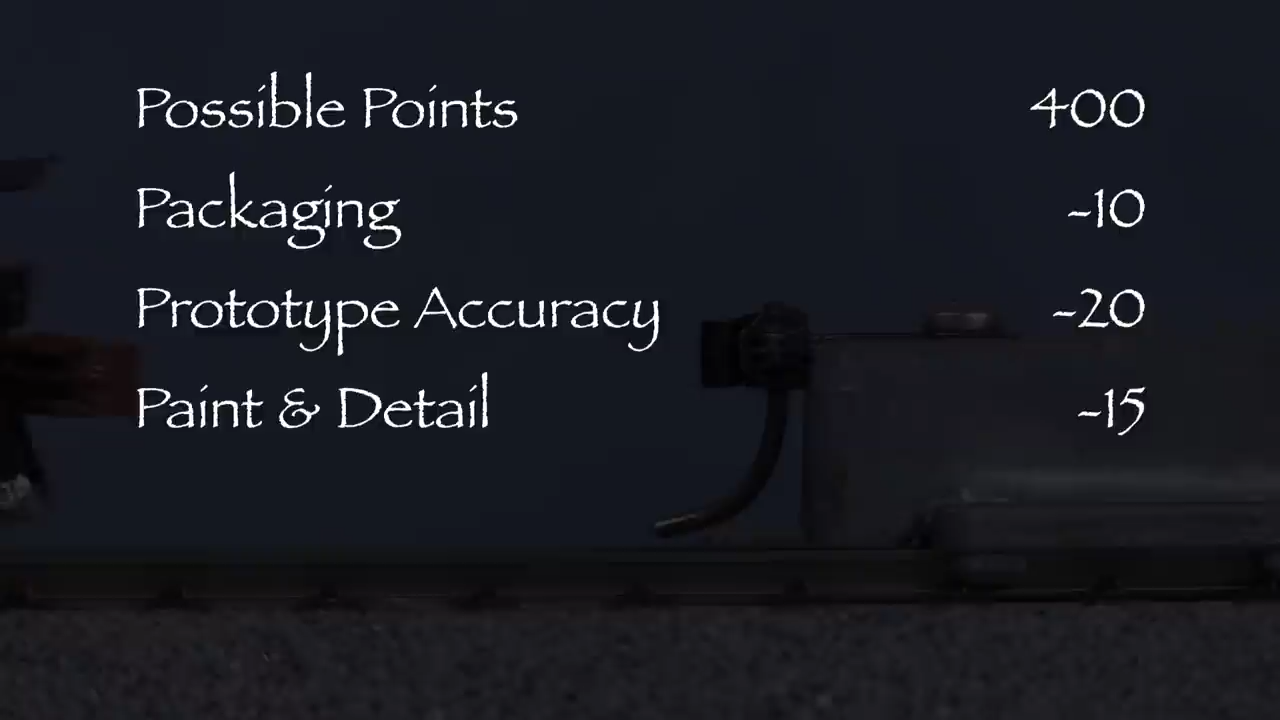 Possible Points 400
Packaging -10
Prototype Accuracy -20
Paint & Detail -15